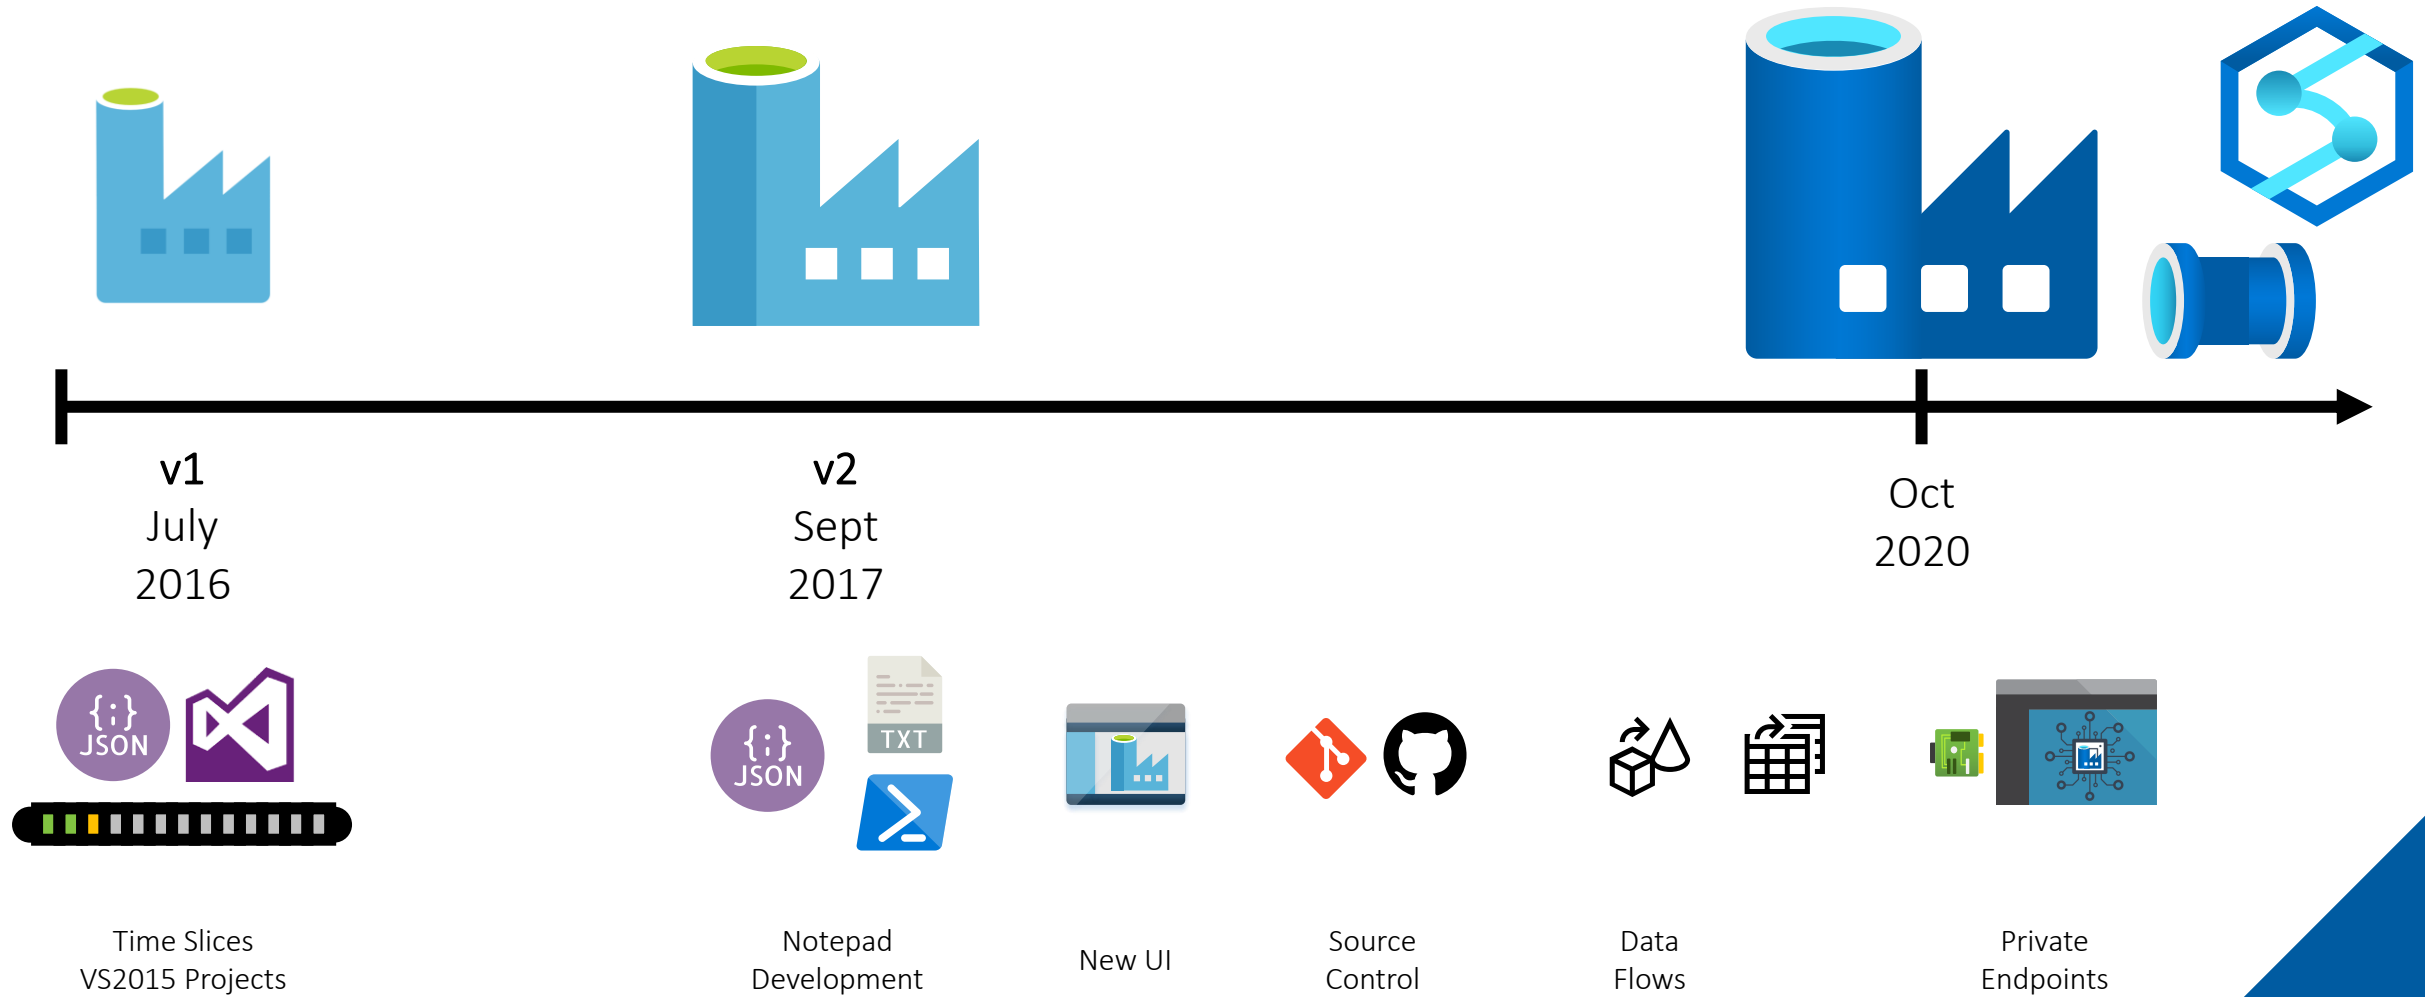 v1
July
2016
v2
Sept
2017
Oct
2020
{;}
JSON
{;}
JSON
TXT
Time Slices
VS2015 Projects
Notepad
Development
New UI
Source
Control
Data
Flows
Private
Endpoints